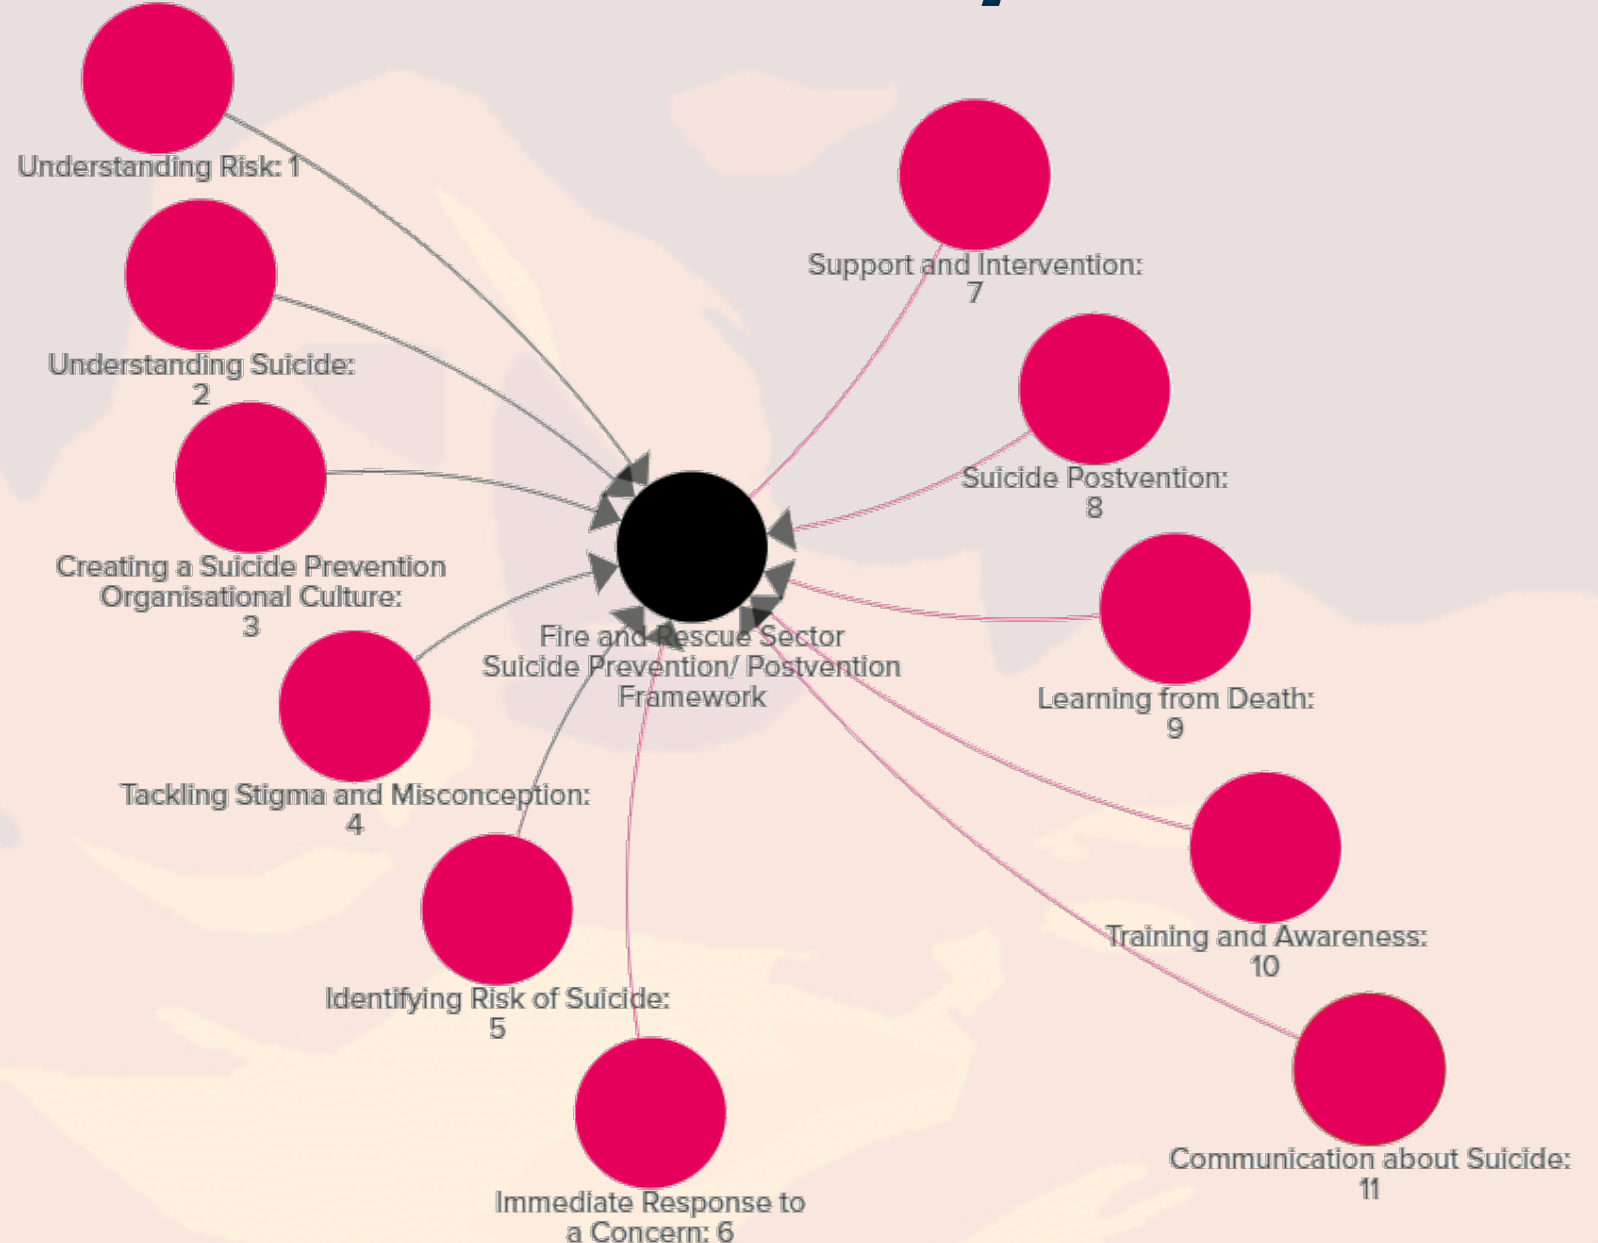 Understanding Risk: 1
Understanding Suicide:
2
Creating a Suicide Prevention
Organisational Culture:
3
Tackling Stigma and Misconception:
4
Identifying Risk of Suicide:
5
Immediate Response to
a Concern: 6
Fire and Rescue Sector
Suicide Prevention/ Postvention
Framework
Support and Intervention:
7
Suicide Postvention:
8
Learning from Death:
9
Training and Awareness:
10
Communication about Suicide:
11